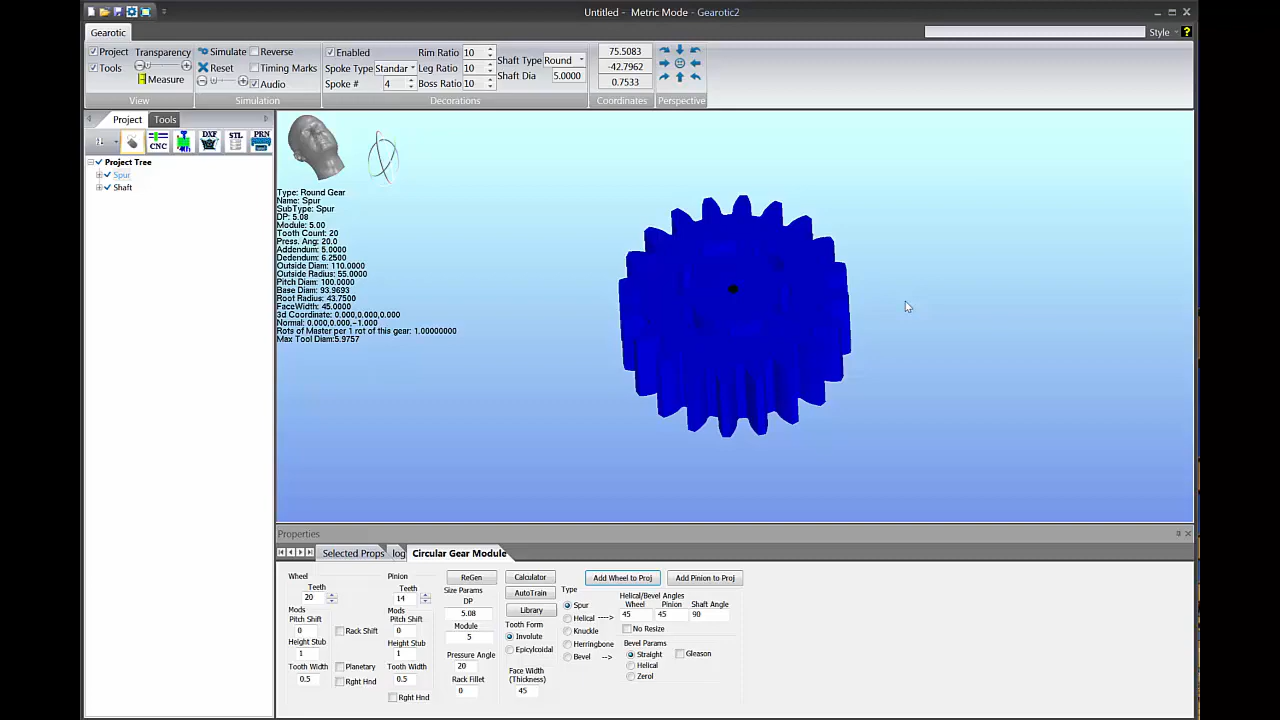 Untitled - Metric Mode - Gearotic2
Gearotic
Style
Project Transparency Simulate Reverse Enabled Rim Ratio 10 Shaft Type Round 75.5083
Tools Reset Timing Marks Spoke Type Standar Leg Ratio 10 Shaft Dia 5.0000 -42.7962
Measure Audio Spoke # 4 Boss Ratio 10 0.7533
View Simulation Decorations Coordinates Perspective
Project Tools
CNC 4th DXF STL PRN
Project Tree
Spur
Shaft
Type: Round Gear
Name: Spur
SubType: Spur
DP: 5.08
Module: 5.00
Tooth Count: 20
Press. Ang: 20.0
Addendum: 5.0000
Dedendum: 6.2500
Outside Diam: 110.0000
Outside Radius: 55.0000
Pitch Diam: 100.0000
Base Diam: 93.9693
Root Radius: 43.7500
FaceWidth: 45.0000
3d Coordinate: 0.000,0.000,0.000
Normal: 0.000,0.000,-1.000
Rots of Master per 1 rot of this gear: 1.00000000
Max Tool Diam:5.9757
Properties
Selected Props log Circular Gear Module
Wheel
Teeth
20
Mods
Pitch Shift
0
Rack Shift
Height Stub
1
Tooth Width
0.5
Planetary
Rght Hnd
Pinion
Teeth
14
Mods
Pitch Shift
0
Height Stub
1
Tooth Width
0.5
Rght Hnd
ReGen
Size Params
DP
5.08
Module
5
Pressure Angle
20
Rack Fillet
0
Calculator
AutoTrain
Library
Tooth Form
Involute
Epicylcoidal
Face Width
(Thickness)
45
Add Wheel to Proj Add Pinion to Proj
Type
Spur
Helical ---->
Knuckle
Herringbone
Bevel -->
Helical/Bevel Angles
Wheel Pinion Shaft Angle
45 45 90
No Resize
Bevel Params
Straight Gleason
Helical
Zerol